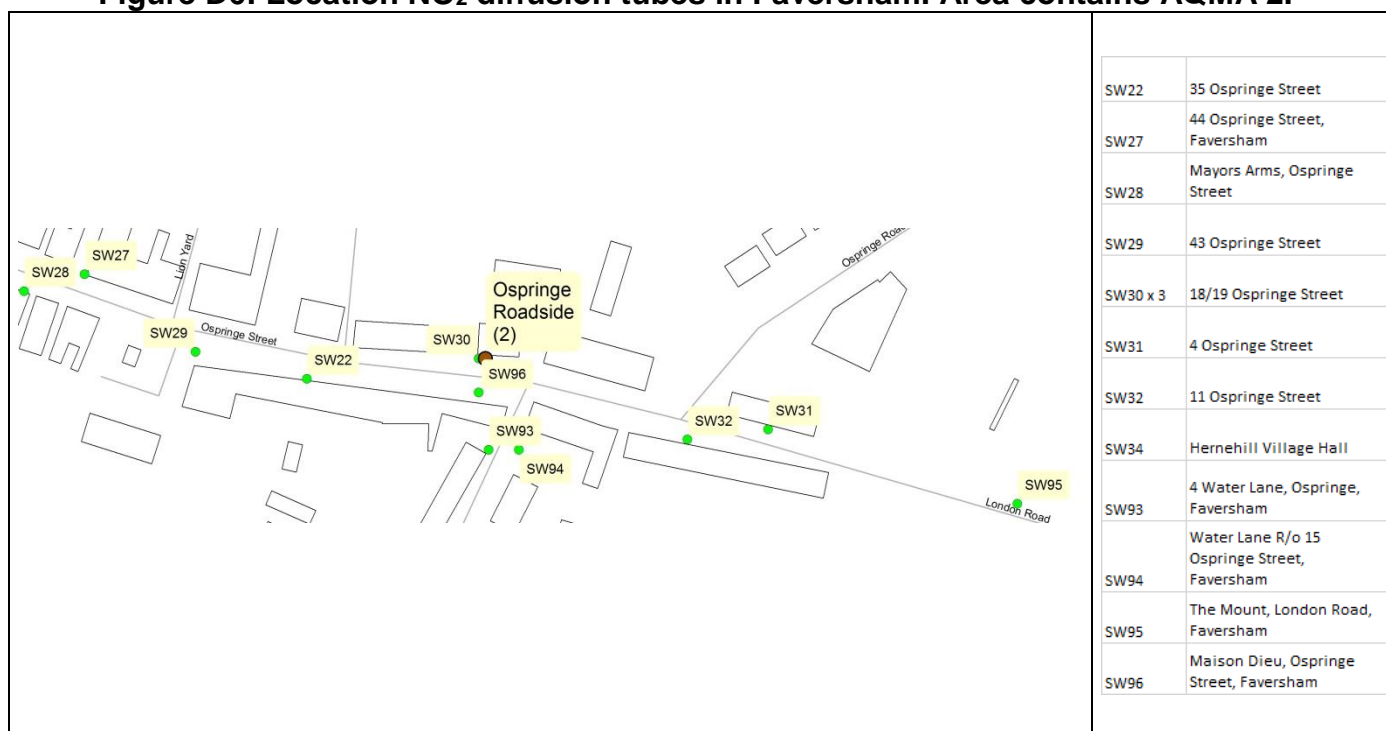 Figure D6: Location NO₂ diffusion tubes in Faversham. Area contains AQMA 2.
SW28
SW27
Lion Yard
SW29
Ospringe Street
SW22
SW30
Ospringe
Roadside
(2)
SW96
SW93
SW94
Ospringe Road
SW32
SW31
SW95
London Road
SW22 35 Ospringe Street
SW27 44 Ospringe Street,
Faversham
SW28 Mayors Arms, Ospringe
Street
SW29 43 Ospringe Street
SW30 x 3 18/19 Ospringe Street
SW31 4 Ospringe Street
SW32 11 Ospringe Street
SW34 Hernehill Village Hall
SW93 4 Water Lane, Ospringe,
Faversham
SW94 Water Lane R/o 15
Ospringe Street,
Faversham
SW95 The Mount, London Road,
Faversham
SW96 Maison Dieu, Ospringe
Street, Faversham